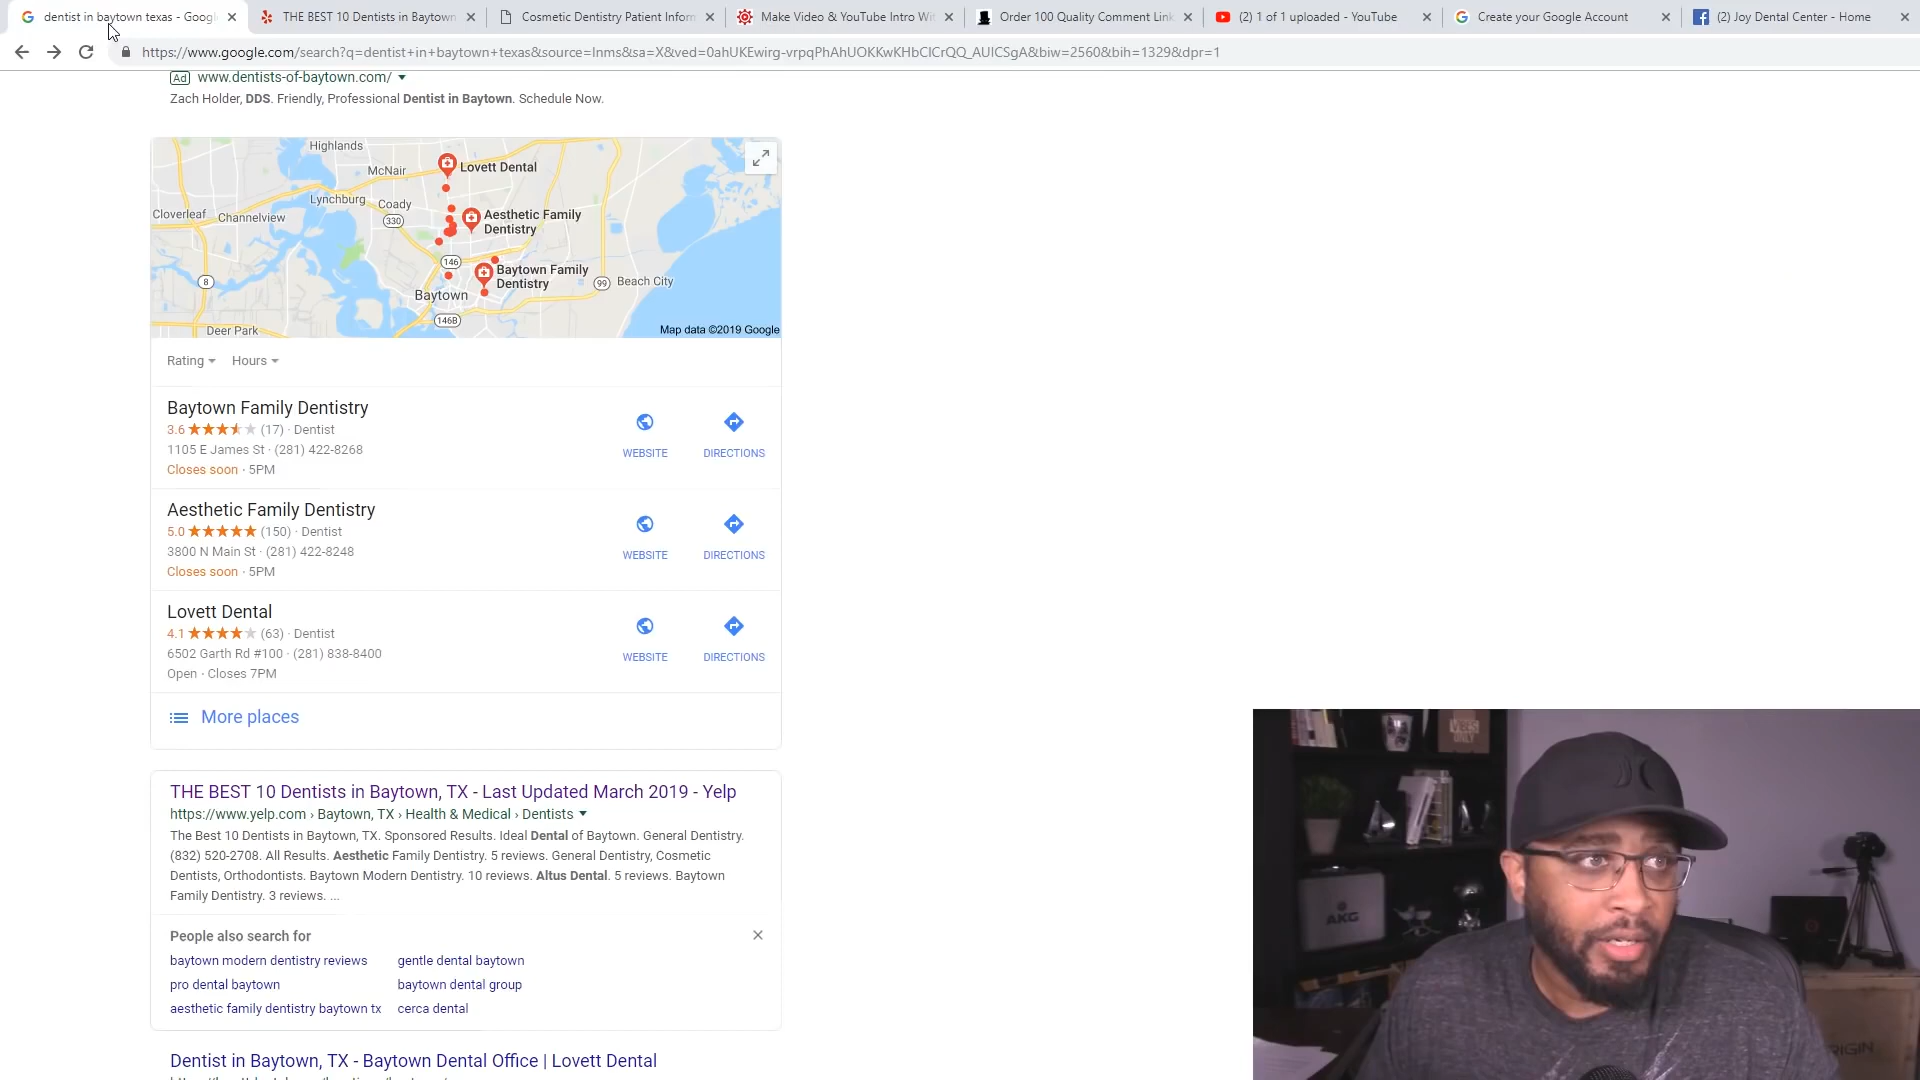 dentist in baytown texas - Googl
THE BEST 10 Dentists in Baytown
Cosmetic Dentistry Patient Inform
Make Video & YouTube Intro Wit
Order 100 Quality Comment Link
(2) 1 of 1 uploaded - YouTube
Create your Google Account
(2) Joy Dental Center - Home
https://www.google.com/search?q=dentist+in+baytown+texas&source=lnms&sa=X&ved=0ahUKEwirg-vrpqPhAhUOKKwKHbCICrQQ_AUICSgA&biw=2560&bih=1329&dpr=1
Ad www.dentists-of-baytown.com/
Zach Holder, DDS. Friendly, Professional Dentist in Baytown. Schedule Now.
Highlands
McNair
Lovett Dental
Lynchburg
Coady
Cloverleaf
Channelview
330
Aesthetic Family
Dentistry
146
Baytown Family
Dentistry
8
99
Beach City
Baytown
146B
Deer Park
Map data ©2019 Google
Rating
Hours
Baytown Family Dentistry
3.6 (17) · Dentist
1105 E James St · (281) 422-8268
Closes soon · 5PM
WEBSITE
DIRECTIONS
Aesthetic Family Dentistry
5.0 (150) · Dentist
3800 N Main St · (281) 422-8248
Closes soon · 5PM
WEBSITE
DIRECTIONS
Lovett Dental
4.1 (63) · Dentist
6502 Garth Rd #100 · (281) 838-8400
Open · Closes 7PM
WEBSITE
DIRECTIONS
More places
THE BEST 10 Dentists in Baytown, TX - Last Updated March 2019 - Yelp
https://www.yelp.com › Baytown, TX › Health & Medical › Dentists
The Best 10 Dentists in Baytown, TX. Sponsored Results. Ideal Dental of Baytown. General Dentistry.
(832) 520-2708. All Results. Aesthetic Family Dentistry. 5 reviews. General Dentistry, Cosmetic
Dentists, Orthodontists. Baytown Modern Dentistry. 10 reviews. Altus Dental. 5 reviews. Baytown
Family Dentistry. 3 reviews. ...
People also search for
baytown modern dentistry reviews
gentle dental baytown
pro dental baytown
baytown dental group
aesthetic family dentistry baytown tx
cerca dental
Dentist in Baytown, TX - Baytown Dental Office | Lovett Dental
VIBES
ONLY
AKG
ORIGIN